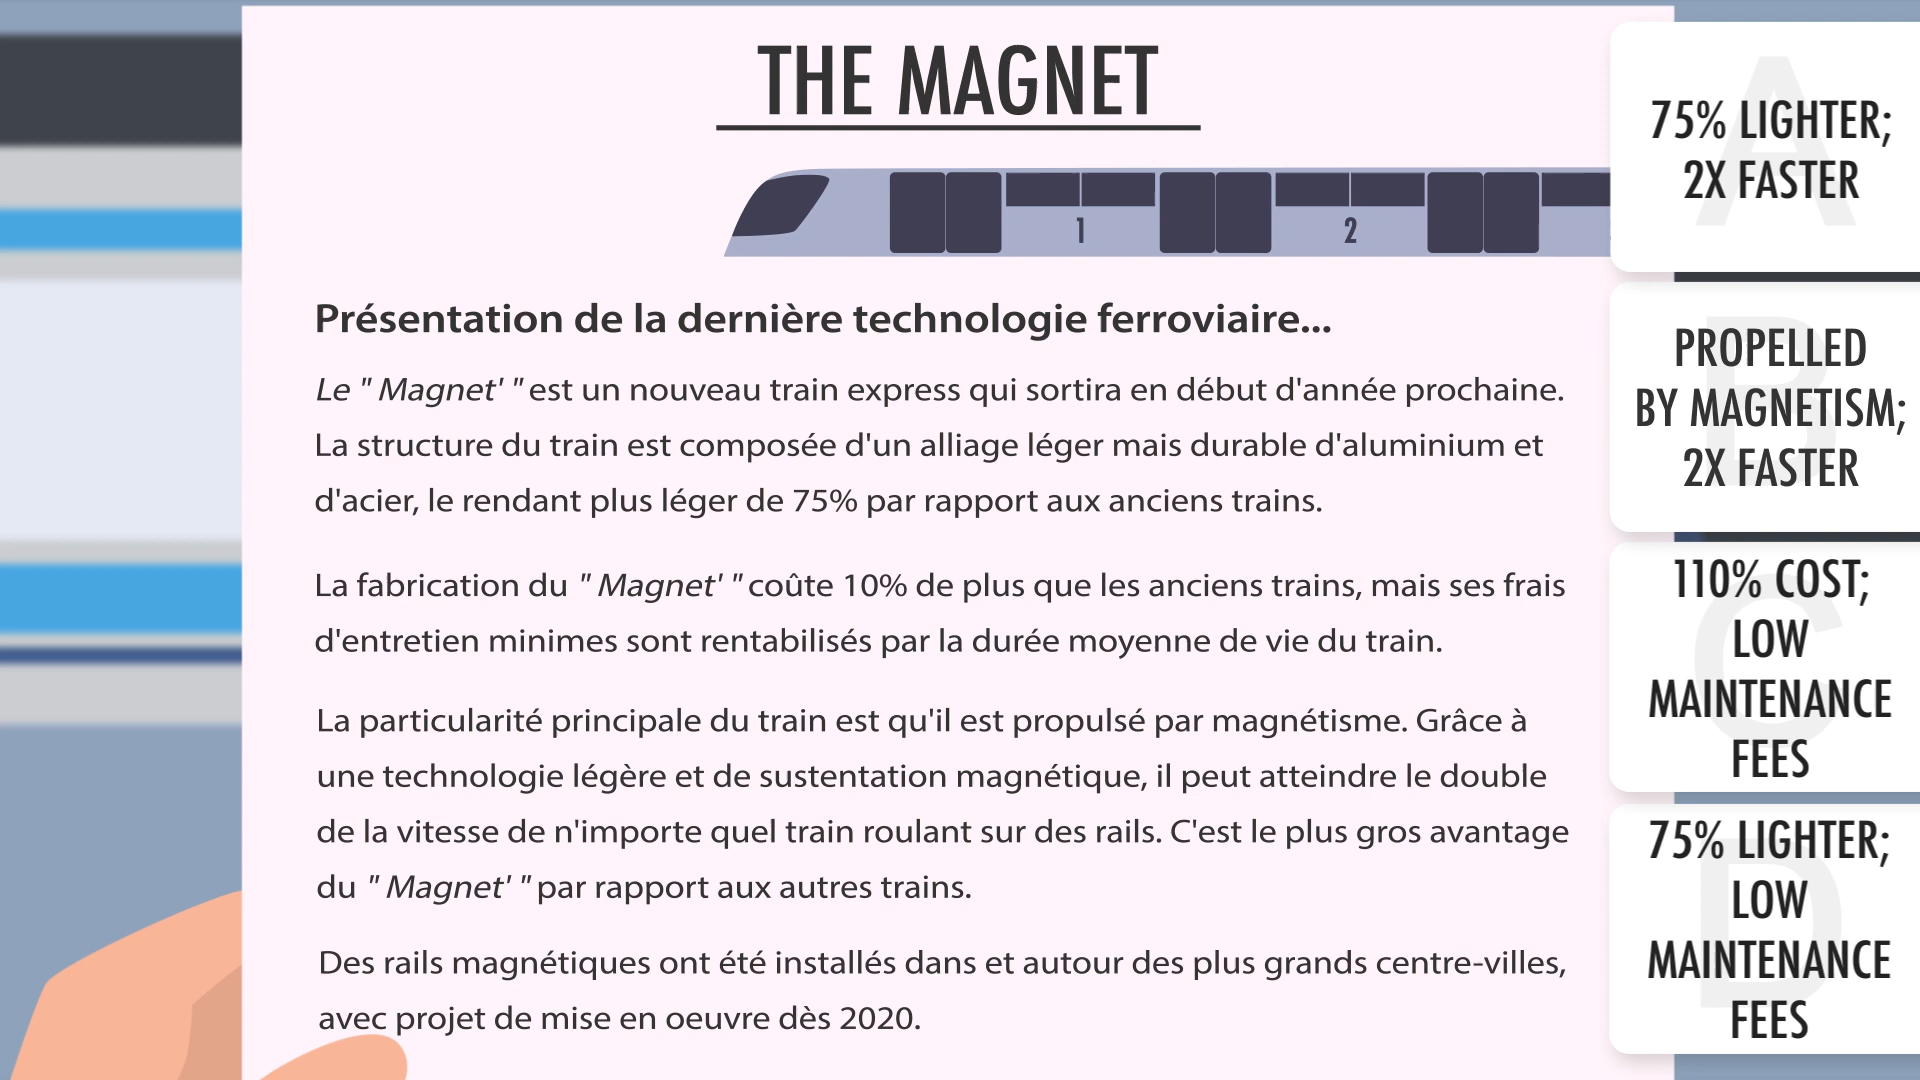 THE MAGNET
1
2
Présentation de la dernière technologie ferroviaire...
Le " Magnet' " est un nouveau train express qui sortira en début d'année prochaine.
La structure du train est composée d'un alliage léger mais durable d'aluminium et
d'acier, le rendant plus léger de 75% par rapport aux anciens trains.
La fabrication du " Magnet' " coûte 10% de plus que les anciens trains, mais ses frais
d'entretien minimes sont rentabilisés par la durée moyenne de vie du train.
La particularité principale du train est qu'il est propulsé par magnétisme. Grâce à
une technologie légère et de sustentation magnétique, il peut atteindre le double
de la vitesse de n'importe quel train roulant sur des rails. C'est le plus gros avantage
du " Magnet' " par rapport aux autres trains.
Des rails magnétiques ont été installés dans et autour des plus grands centre-villes,
avec projet de mise en oeuvre dès 2020.
A
75% LIGHTER;
2X FASTER
B
PROPELLED
BY MAGNETISM;
2X FASTER
C
110% COST;
LOW
MAINTENANCE
FEES
D
75% LIGHTER;
LOW
MAINTENANCE
FEES